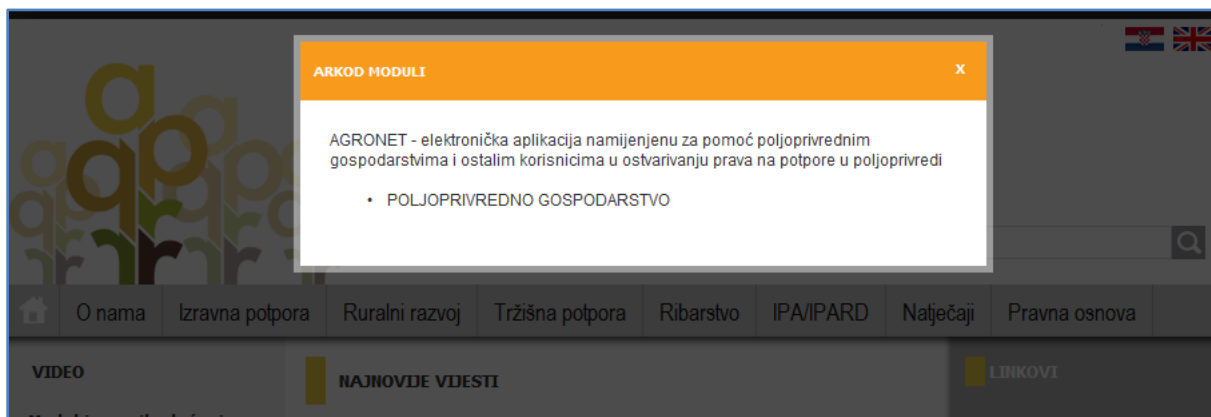 ARKOD MODULI
x
AGRONET - elektronička aplikacija namijenjenu za pomoć poljoprivrednim
gospodarstvima i ostalim korisnicima u ostvarivanju prava na potpore u poljoprivredi
• POLJOPRIVREDNO GOSPODARSTVO
O nama Izravna potpora Ruralni razvoj Tržišna potpora Ribarstvo IPA/IPARD Natječaji Pravna osnova
VIDEO
NAJNOVIJE VIJESTI
LINKOVI